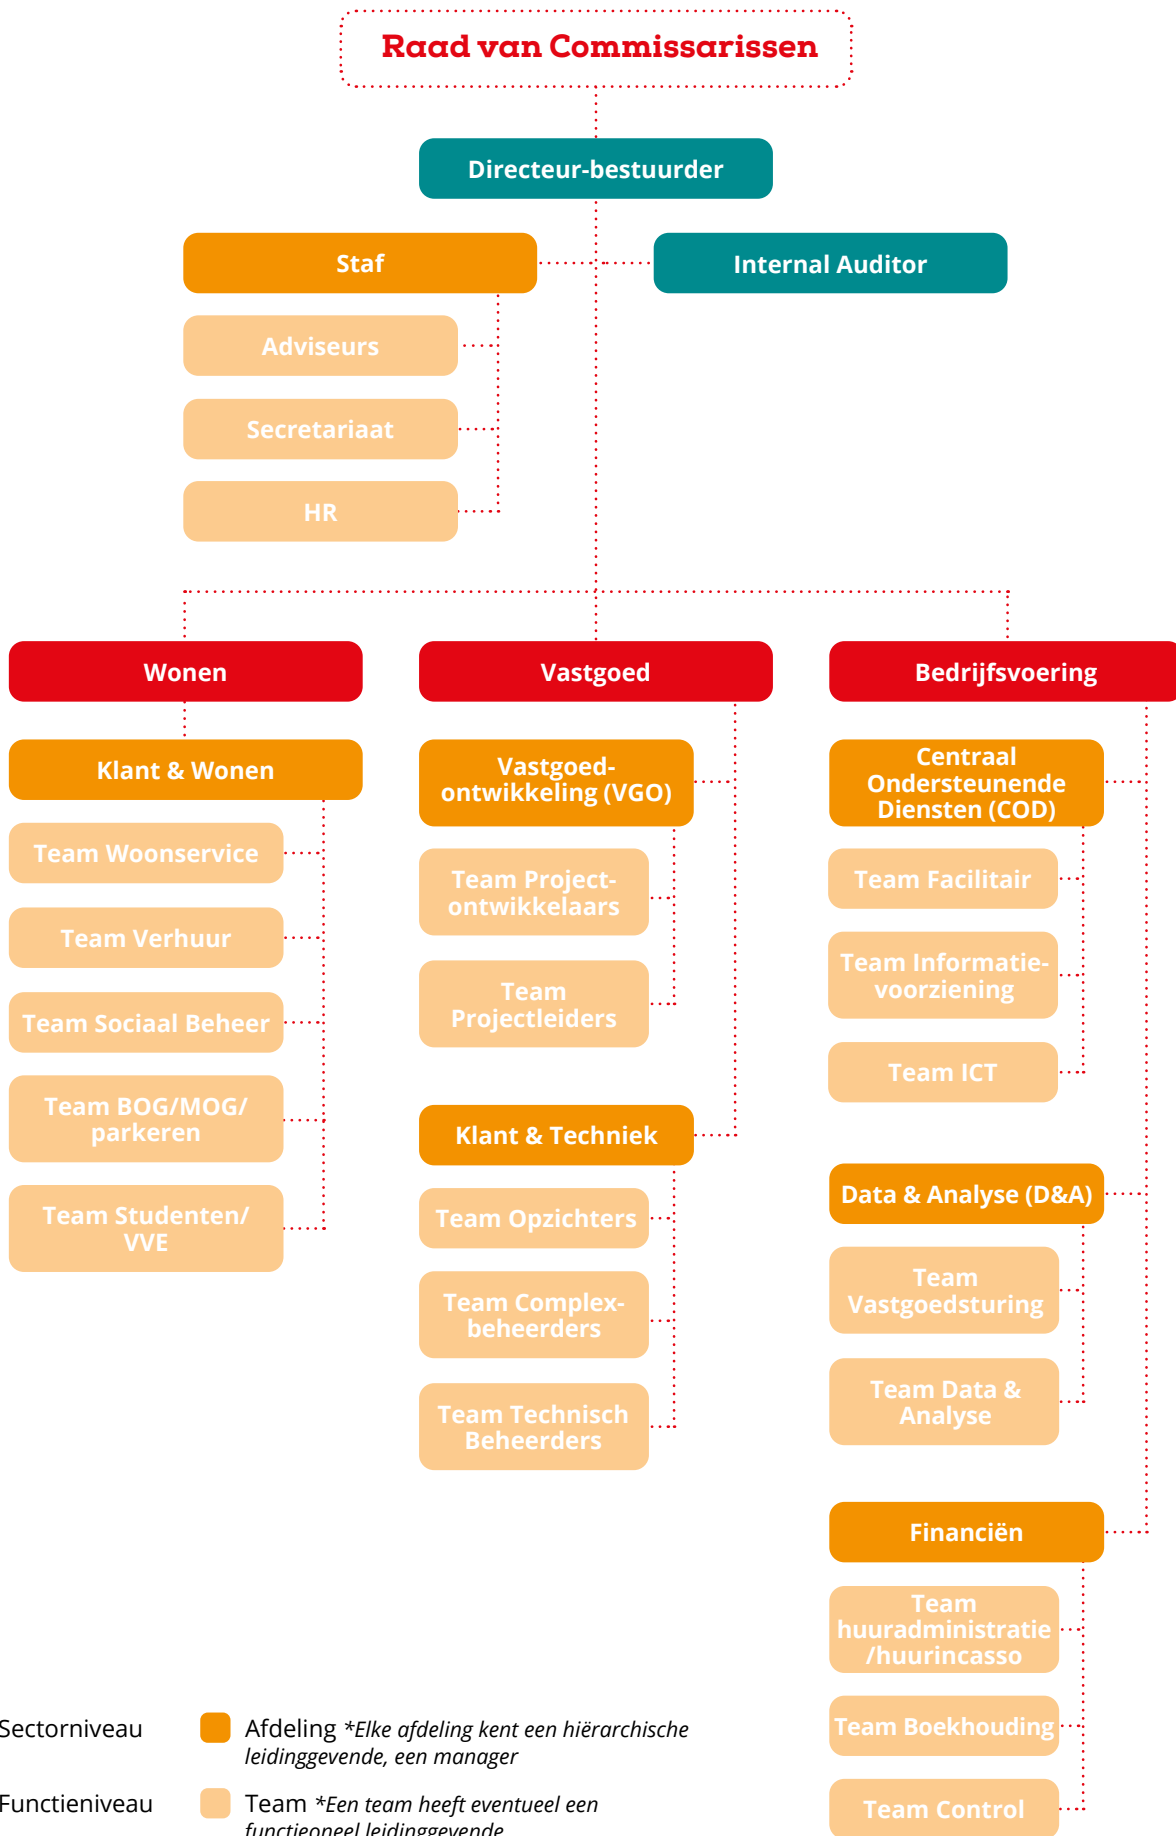 Raad van Commissarissen
Directeur-bestuurder
Staf
Internal Auditor
Adviseurs
Secretariaat
HR
Wonen
Klant & Wonen
Team Woonservice
Team Verhuur
Team Sociaal Beheer
Team BOG/MOG/
parkeren
Team Studenten/
VVE
Vastgoed
Vastgoed-
ontwikkeling (VGO)
Team Project-
ontwikkelaars
Team
Projectleiders
Klant & Techniek
Team Opzichters
Team Complex-
beheerders
Team Technisch
Beheerders
Bedrijfsvoering
Centraal
Ondersteunende
Diensten (COD)
Team Facilitair
Team Informatie-
voorziening
Team ICT
Data & Analyse (D&A)
Team
Vastgoedsturing
Team Data &
Analyse
Financiën
Team
huuradministratie
/huurincasso
Team Boekhouding
Team Control
Sectorniveau
Afdeling *Elke afdeling kent een hiërarchische
leidinggevende, een manager
Functieniveau
Team *Een team heeft eventueel een
functieoneel leidinggevende